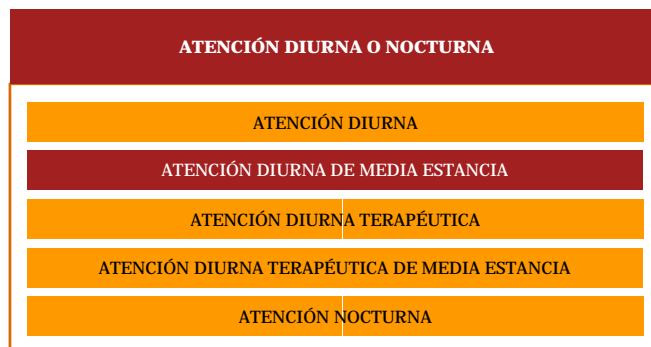 ATENCIÓN DIURNA O NOCTURNA
ATENCIÓN DIURNA
ATENCIÓN DIURNA DE MEDIA ESTANCIA
ATENCIÓN DIURNA TERAPÉUTICA
ATENCIÓN DIURNA TERAPÉUTICA DE MEDIA ESTANCIA
ATENCIÓN NOCTURNA